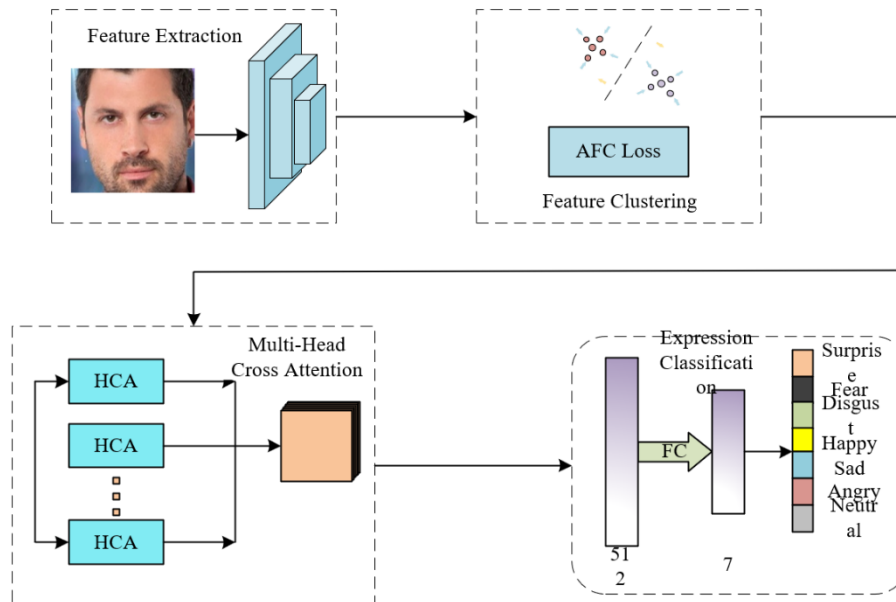 Feature Extraction
AFC Loss
Feature Clustering
Multi-Head
Cross Attention
HCA
HCA
HCA
Expression
Classificati
on
FC
51
2
7
Surpris
e
Fear
Disgus
t
Happy
Sad
Angry
Neutr
al